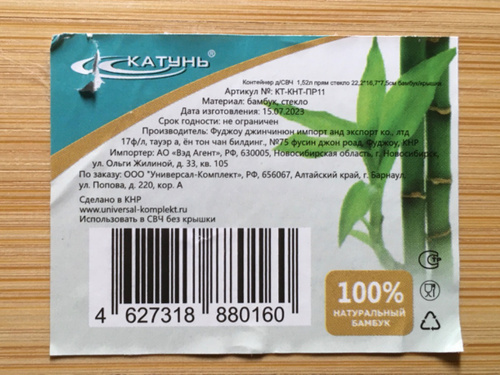 КАТУНЬ®
Контейнер д/СВЧ 1,52л прям стекло 22,2*16,7*7,5см бамбук/крышка
Артикул №: КТ-КНТ-ПР11
Материал: бамбук, стекло
Дата изготовления: 15.07.2023
Срок годности: не ограничен
Производитель: Фуджоу джинчиннон импорт анд экспорт ко., лтд
17ф/л, тауэр а, ён тон чан билдинг, №75 фусин джон роад, Фуджоу, КНР
Импортер: АО «Вэд Агент», РФ, 630005, Новосибирская область, г. Новосибирск,
ул. Ольги Жилиной, д. 33, кв. 105
По заказу: ООО "Универсал-Комплект", РФ, 656067, Алтайский край, г. Барнаул
ул. Попова, д. 220, кор. А
Сделано в КНР
www.universal-komplekt.ru
Использовать в СВЧ без крышки
4 627318 880160
100%
НАТУРАЛЬНЫЙ
БАМБУК